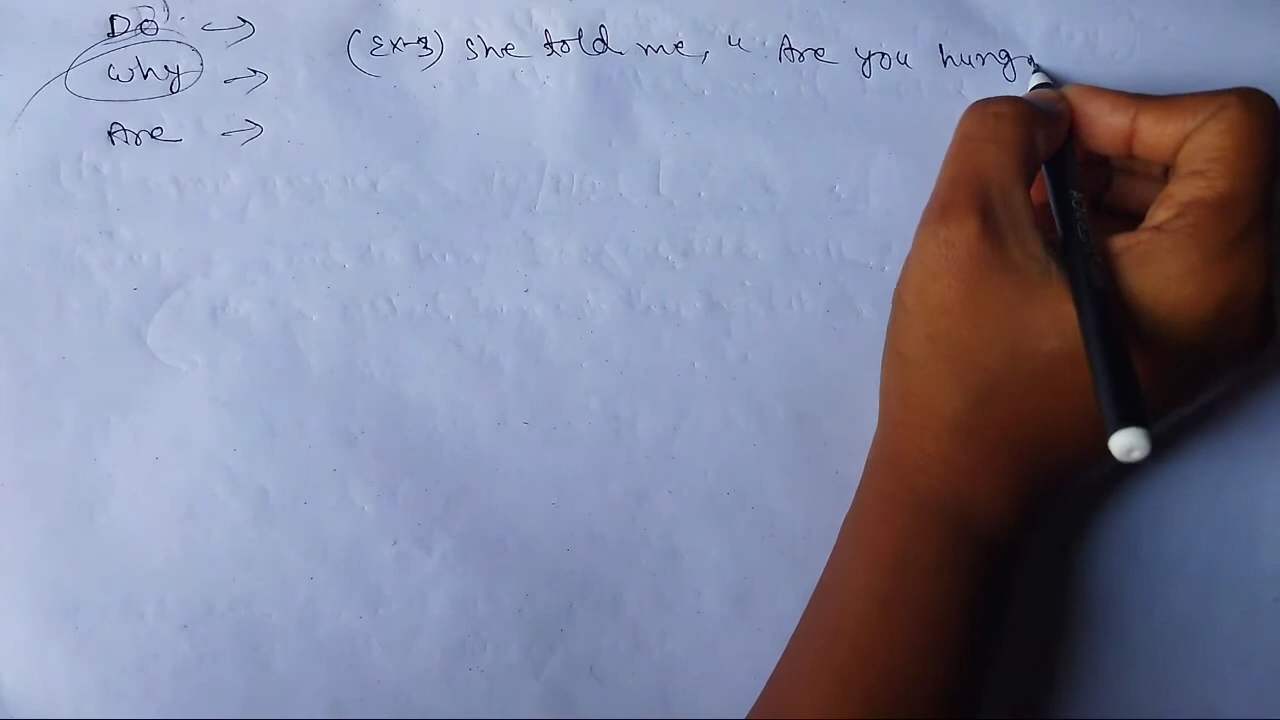 Do →
(Ex-3) She told me, " Are you hung
Why →
Are →